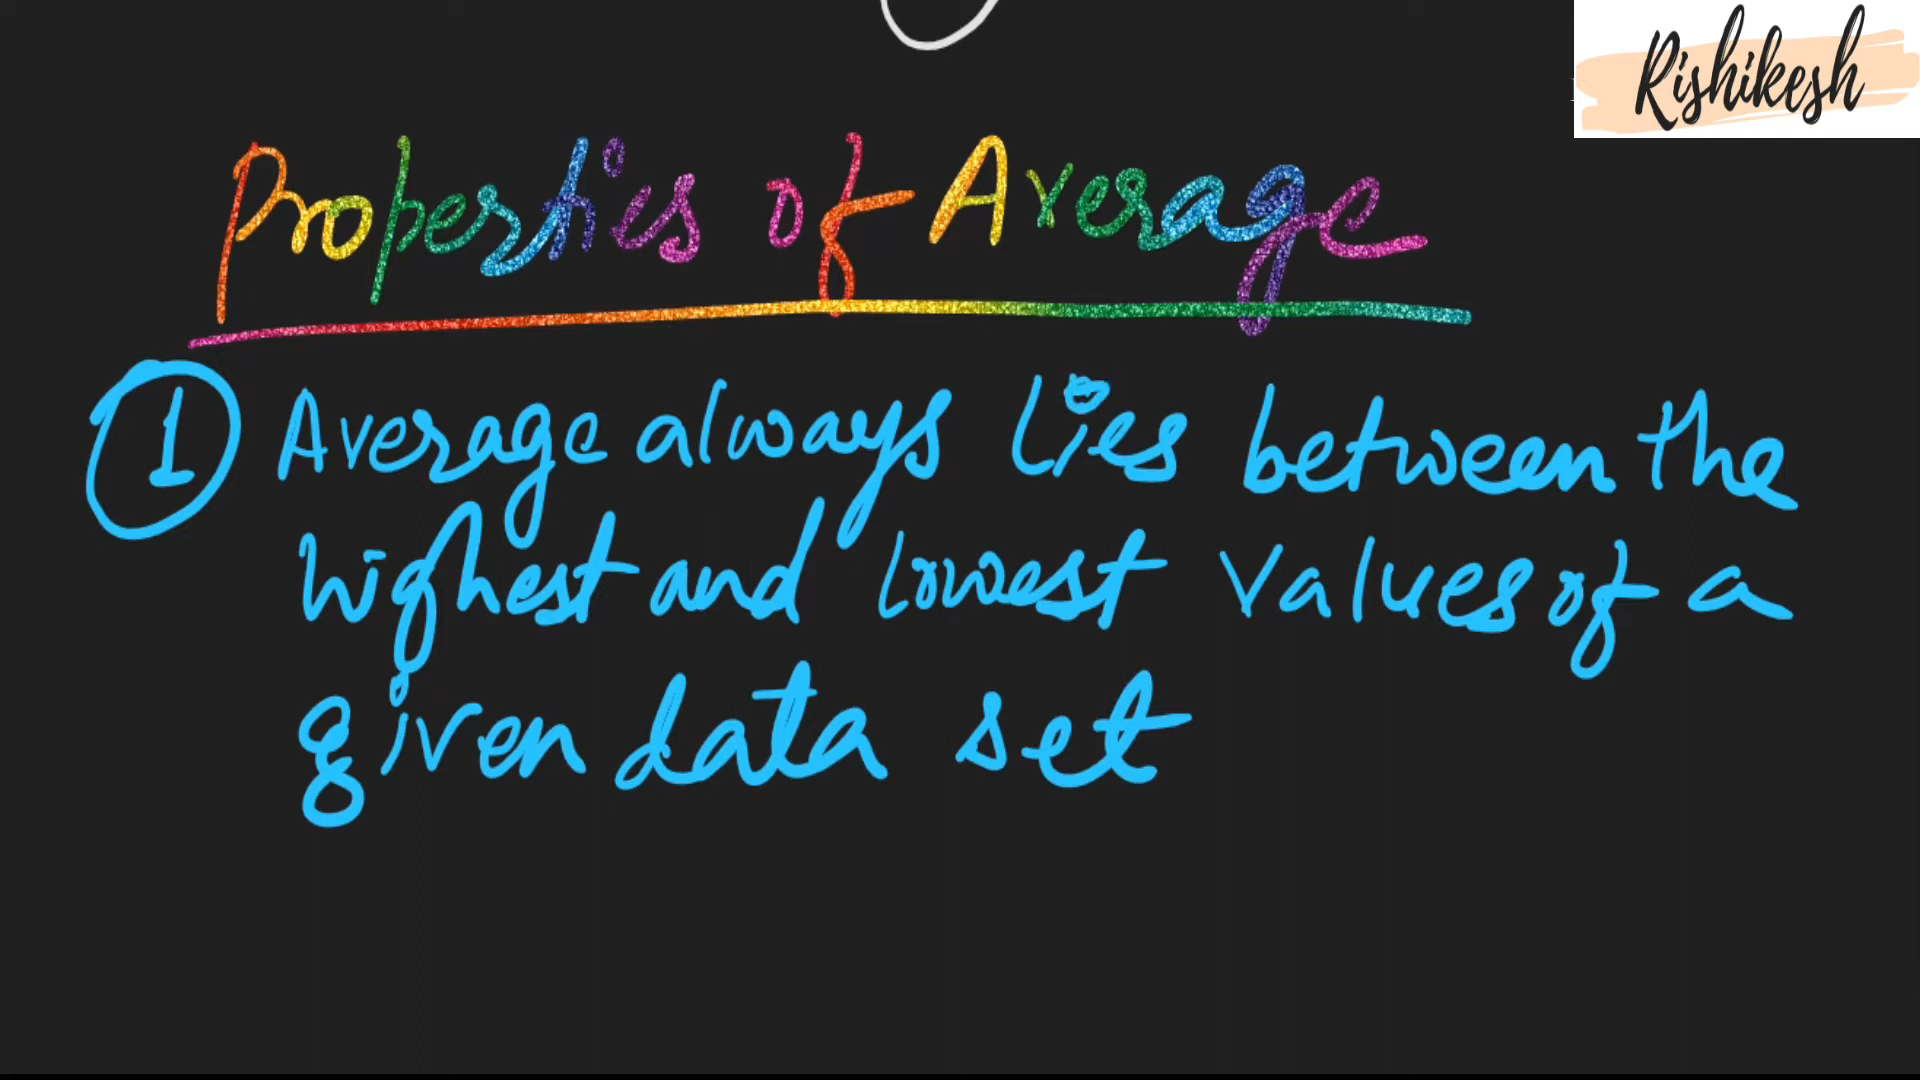 Rishikesh
Properties of Average
1 Average always lies between the
highest and lowest values of a
given data set